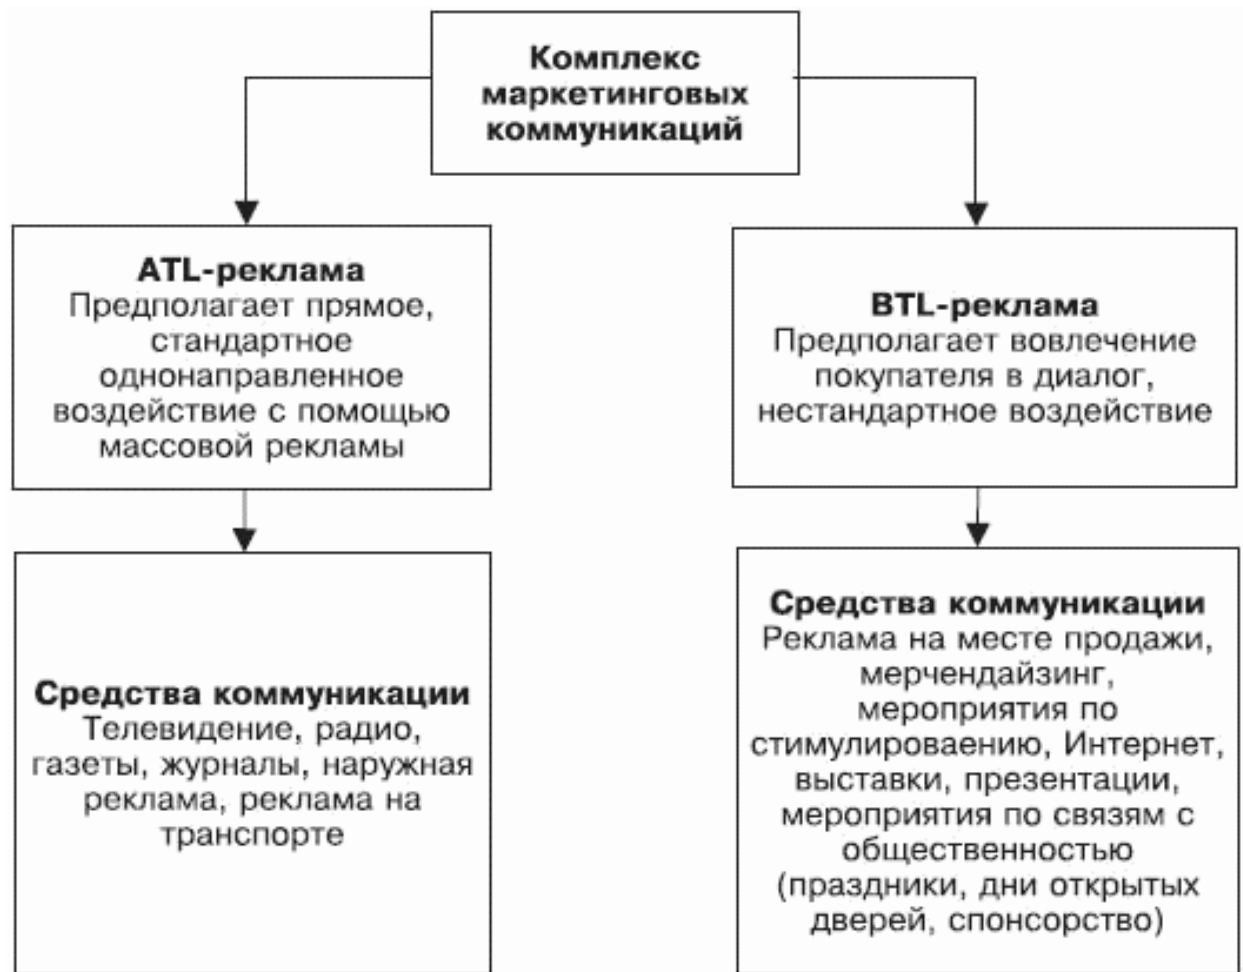 Комплекс
маркетинговых
коммуникаций
ATL-реклама
Предполагает прямое,
стандартное
однонаправленное
воздействие с помощью
массовой рекламы
BTL-реклама
Предполагает вовлечение
покупателя в диалог,
нестандартное воздействие
Средства коммуникации
Телевидение, радио,
газеты, журналы, наружная
реклама, реклама на
транспорте
Средства коммуникации
Реклама на месте продажи,
мерчендайзинг,
мероприятия по
стимулироваению, Интернет,
выставки, презентации,
мероприятия по связям с
общественностью
(праздники, дни открытых
дверей, спонсорство)